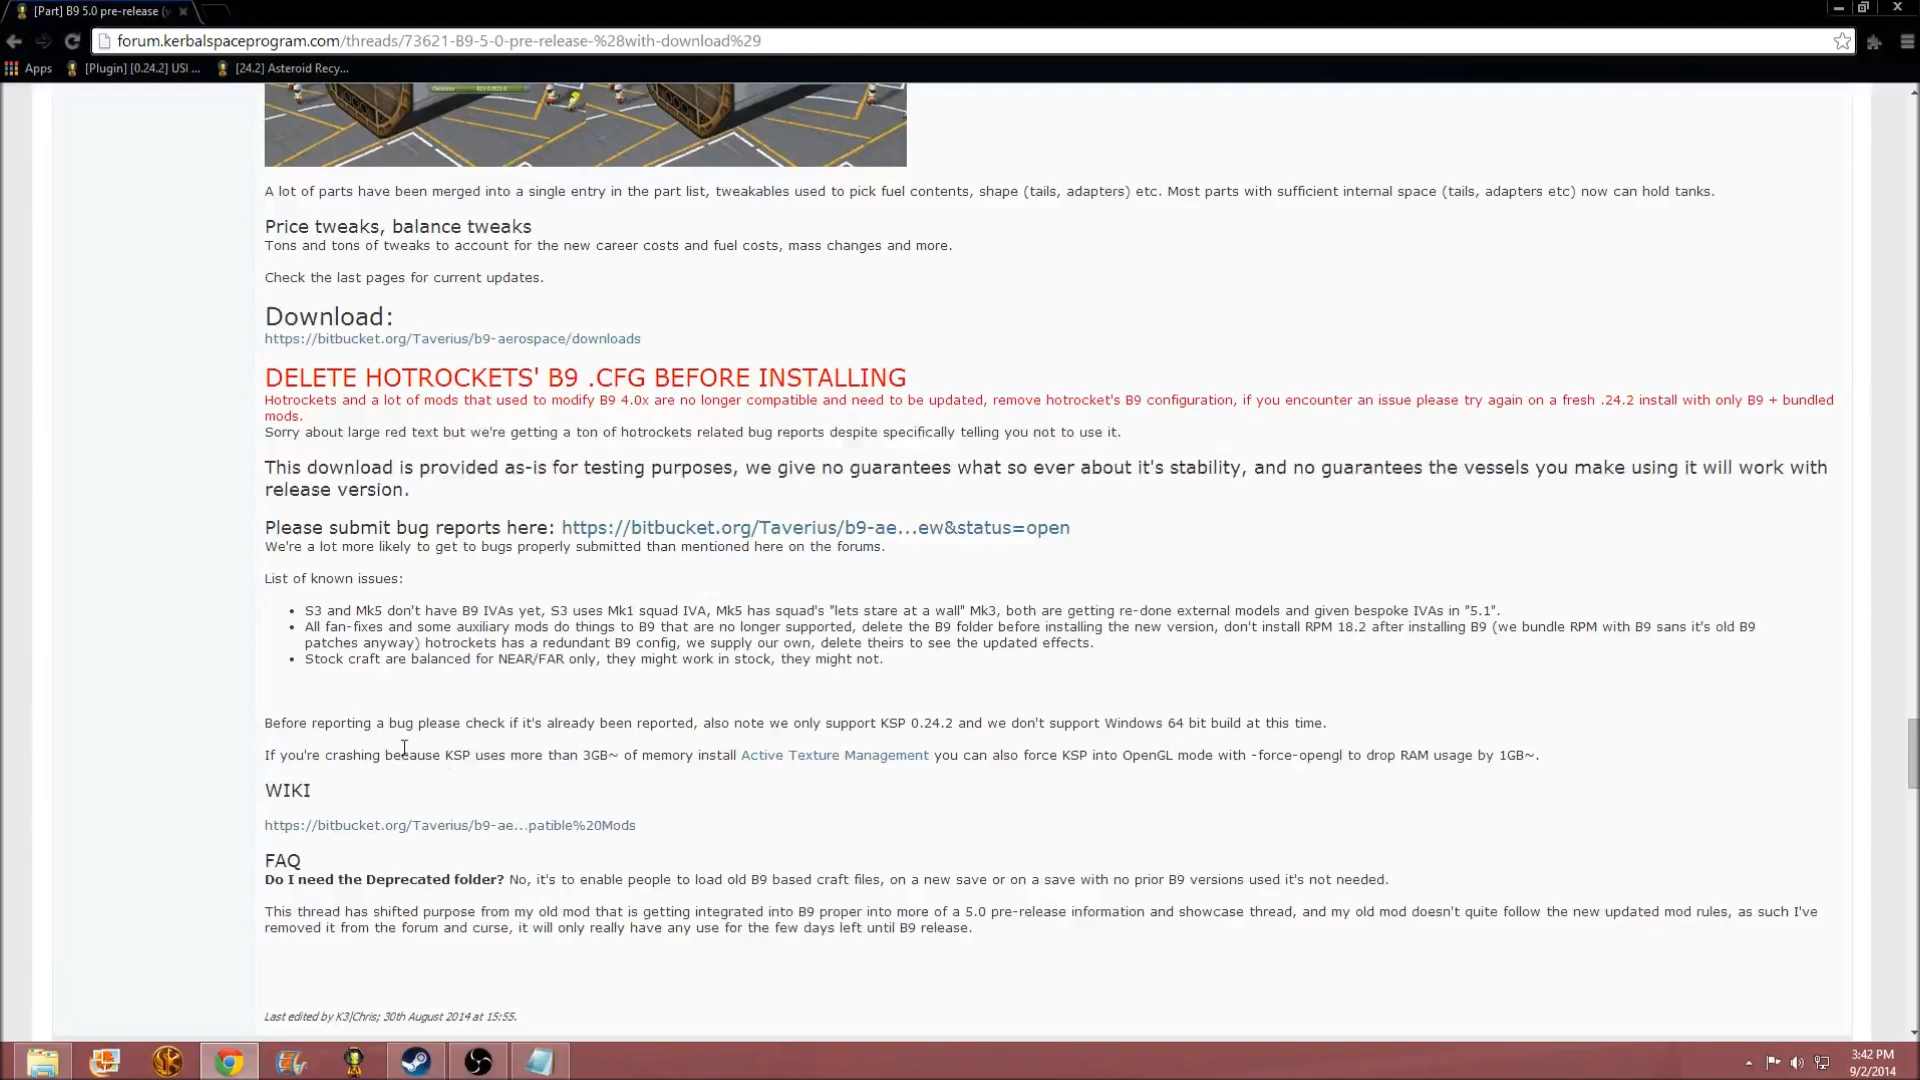 [Part] B9 5.0 pre-release (
forum.kerbalspaceprogram.com/threads/73621-B9-5-0-pre-release-%28with-download%29
Apps
[Plugin] [0.24.2] USI ...
[24.2] Asteroid Recy...
A lot of parts have been merged into a single entry in the part list, tweakables used to pick fuel contents, shape (tails, adapters) etc. Most parts with sufficient internal space (tails, adapters etc) now can hold tanks.
Price tweaks, balance tweaks
Tons and tons of tweaks to account for the new career costs and fuel costs, mass changes and more.
Check the last pages for current updates.
Download:
https://bitbucket.org/Taverius/b9-aerospace/downloads
DELETE HOTROCKETS' B9 .CFG BEFORE INSTALLING
Hotrockets and a lot of mods that used to modify B9 4.0x are no longer compatible and need to be updated, remove hotrocket's B9 configuration, if you encounter an issue please try again on a fresh .24.2 install with only B9 + bundled
mods.
Sorry about large red text but we're getting a ton of hotrockets related bug reports despite specifically telling you not to use it.
This download is provided as-is for testing purposes, we give no guarantees what so ever about it's stability, and no guarantees the vessels you make using it will work with
release version.
Please submit bug reports here: https://bitbucket.org/Taverius/b9-ae...ew&status=open
We're a lot more likely to get to bugs properly submitted than mentioned here on the forums.
List of known issues:
• S3 and Mk5 don't have B9 IVAs yet, S3 uses Mk1 squad IVA, Mk5 has squad's "lets stare at a wall" Mk3, both are getting re-done external models and given bespoke IVAs in "5.1".
• All fan-fixes and some auxiliary mods do things to B9 that are no longer supported, delete the B9 folder before installing the new version, don't install RPM 18.2 after installing B9 (we bundle RPM with B9 sans it's old B9
patches anyway) hotrockets has a redundant B9 config, we supply our own, delete theirs to see the updated effects.
• Stock craft are balanced for NEAR/FAR only, they might work in stock, they might not.
Before reporting a bug please check if it's already been reported, also note we only support KSP 0.24.2 and we don't support Windows 64 bit build at this time.
If you're crashing because KSP uses more than 3GB~ of memory install Active Texture Management you can also force KSP into OpenGL mode with -force-opengl to drop RAM usage by 1GB~.
WIKI
https://bitbucket.org/Taverius/b9-ae...patible%20Mods
FAQ
Do I need the Deprecated folder? No, it's to enable people to load old B9 based craft files, on a new save or on a save with no prior B9 versions used it's not needed.
This thread has shifted purpose from my old mod that is getting integrated into B9 proper into more of a 5.0 pre-release information and showcase thread, and my old mod doesn't quite follow the new updated mod rules, as such I've
removed it from the forum and curse, it will only really have any use for the few days left until B9 release.
Last edited by K3|Chris; 30th August 2014 at 15:55.
3:42 PM
9/2/2014